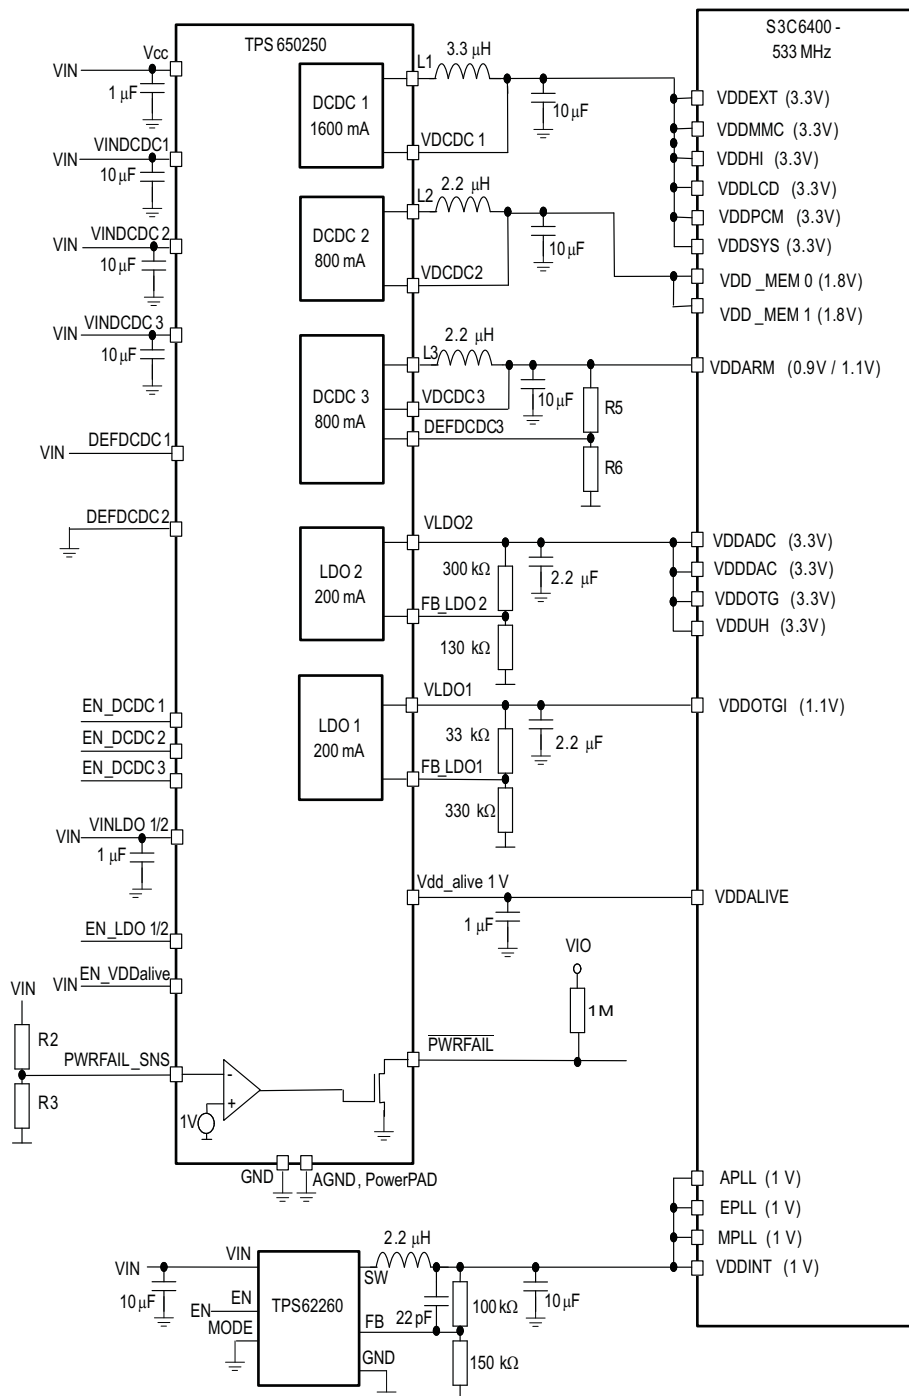 S3C6400 -
533 MHz
TPS 650250
Vcc
VIN
1 µF
L1
3.3 µH
10 µF
DCDC 1
1600 mA
VDCDC 1
VDDEXT (3.3V)
VDDMMC (3.3V)
VDDHI (3.3V)
VDDLCD (3.3V)
VDDPCM (3.3V)
VDDSYS (3.3V)
VINDCDC1
VIN
10 µF
L2
2.2 µH
10 µF
DCDC 2
800 mA
VDCDC2
VDD _MEM 0 (1.8V)
VDD _MEM 1 (1.8V)
VINDCDC 2
VIN
10 µF
VINDCDC 3
VIN
10 µF
L3
2.2 µH
10 µF
DCDC 3
800 mA
VDCDC 3
DEFDCDC3
R5
R6
VDDARM (0.9V / 1.1V)
DEFDCDC 1
VIN
DEFDCDC 2
VLDO2
LDO 2
200 mA
300 kΩ
2.2 µF
FB_LDO 2
130 kΩ
VDDADC (3.3V)
VDDDAC (3.3V)
VDDOTG (3.3V)
VDDUH (3.3V)
VLDO1
LDO 1
200 mA
33 kΩ
2.2 µF
FB_LDO1
330 kΩ
VDDOTGI (1.1V)
EN_DCDC 1
EN_DCDC 2
EN_DCDC 3
VINLDO 1/2
VIN
1 µF
Vdd_alive 1 V
1 µF
VDDALIVE
EN_LDO 1/2
EN_VDDalive
VIN
VIN
R2
PWRFAIL_SNS
R3
-
+
1V
VIO
1M
PWRFAIL
GND
AGND, PowerPAD
APLL (1 V)
EPLL (1 V)
MPLL (1 V)
VDDINT (1 V)
VIN
VIN
10 µF
EN
EN
MODE
TPS62260
2.2 µH
SW
22 pF
100 kΩ
10 µF
FB
GND
150 kΩ